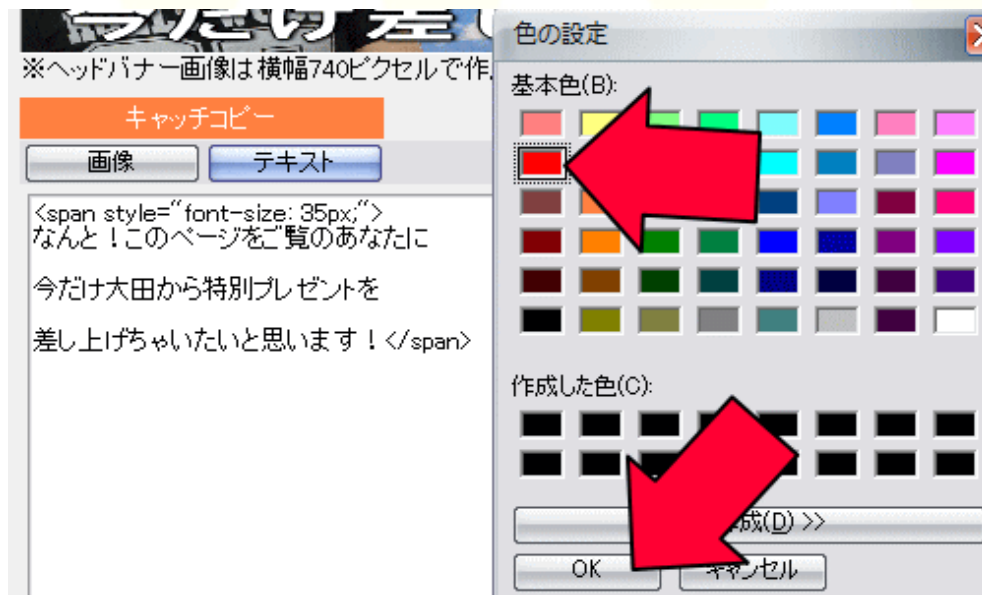 今だけ差し
※ヘッドバナー画像は横幅740ピクセルで作
キャッチコピー
画像
テキスト
<span style="font-size: 35px;">
なんと！このページをご覧のあなたに
今だけ大田から特別プレゼントを
差し上げちゃいたいと思います！</span>
色の設定
基本色(B):
作成した色(C):
成(D) >>
OK
キャンセル